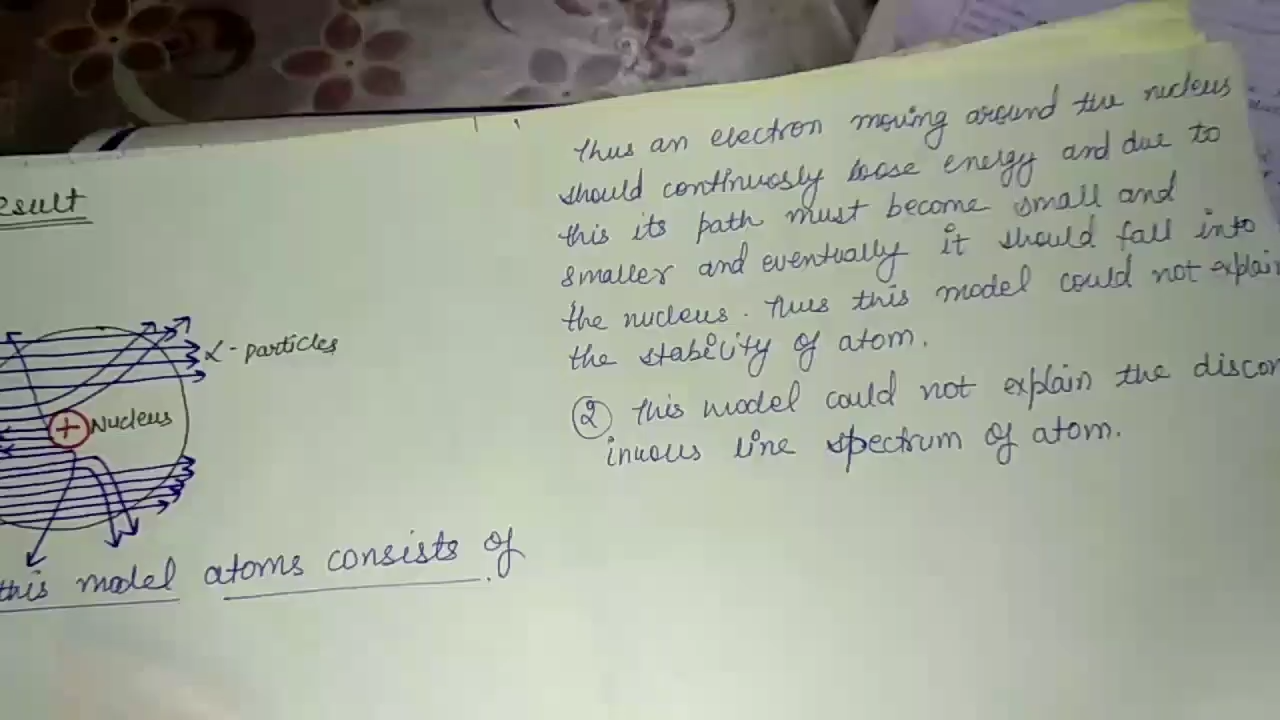 esult
α-particles
Nucleus
this model atoms consists of
Thus an electron moving around the nucleus
should continuosly loose energy and due to
this its path must become small and
smaller and eventually it should fall into
the nucleus. Thus this model could not explain
the stability of atom.
② This model could not explain the discon
inuous line spectrum of atom.